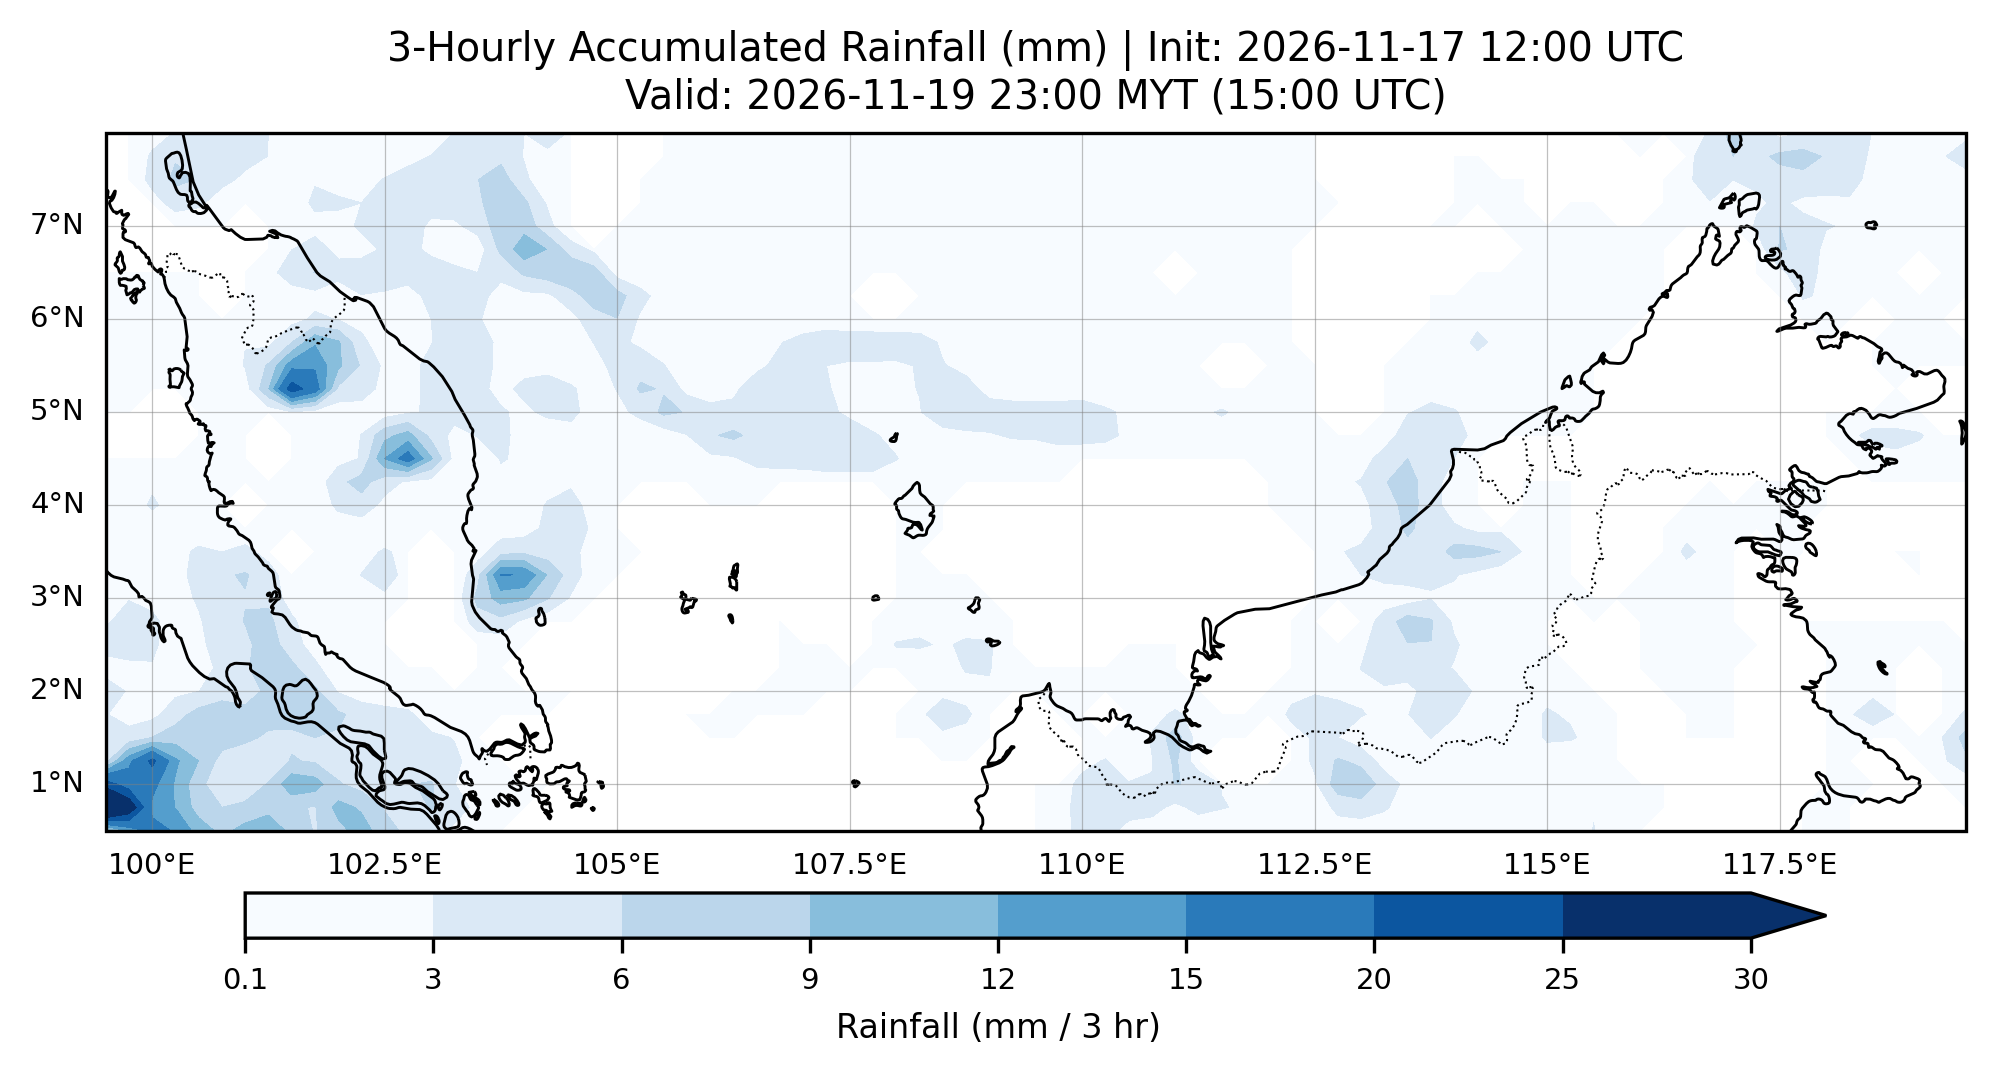 3-Hourly Accumulated Rainfall (mm) | Init: 2026-11-17 12:00 UTC
Valid: 2026-11-19 23:00 MYT (15:00 UTC)
7°N
6°N
5°N
4°N
3°N
2°N
1°N
100°E 102.5°E 105°E 107.5°E 110°E 112.5°E 115°E 117.5°E
0.1 3 6 9 12 15 20 25 30
Rainfall (mm / 3 hr)